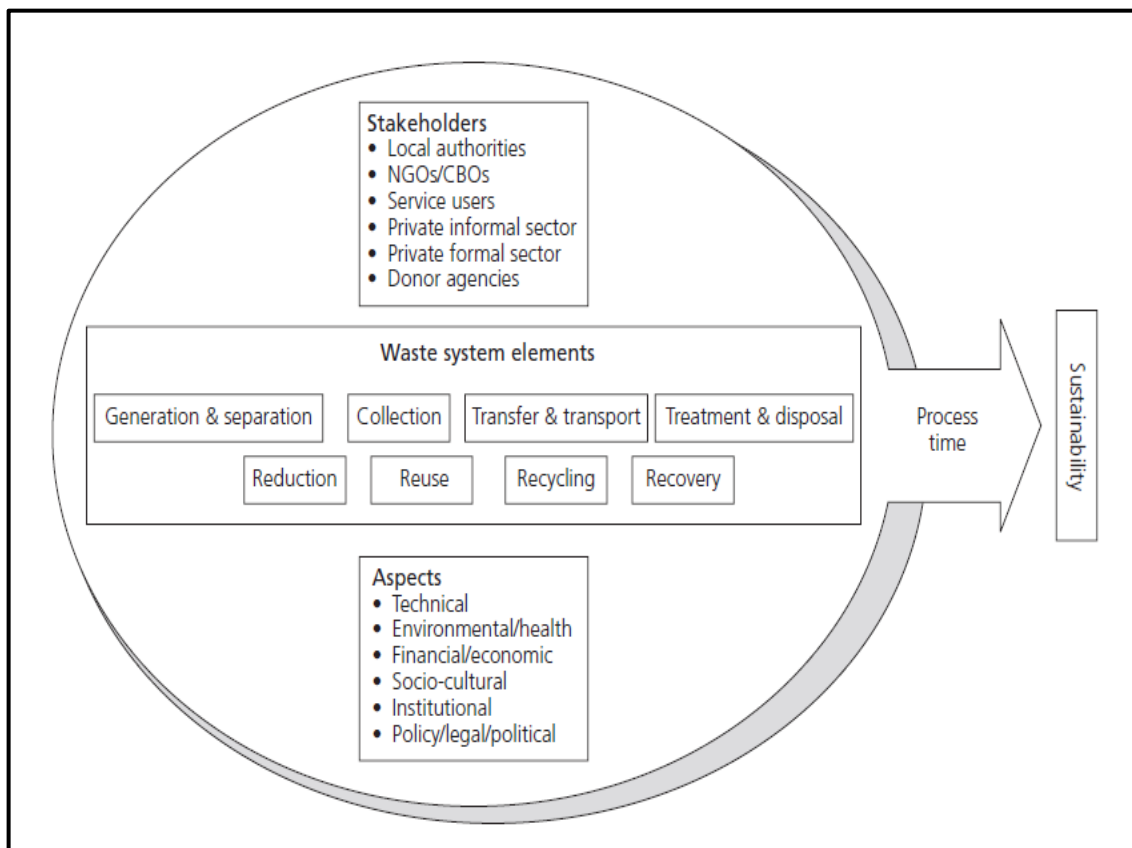 Stakeholders
• Local authorities
• NGOs/CBOs
• Service users
• Private informal sector
• Private formal sector
• Donor agencies
Waste system elements
Generation & separation
Collection
Transfer & transport
Treatment & disposal
Reduction
Reuse
Recycling
Recovery
Aspects
• Technical
• Environmental/health
• Financial/economic
• Socio-cultural
• Institutional
• Policy/legal/political
Process
time
Sustainability